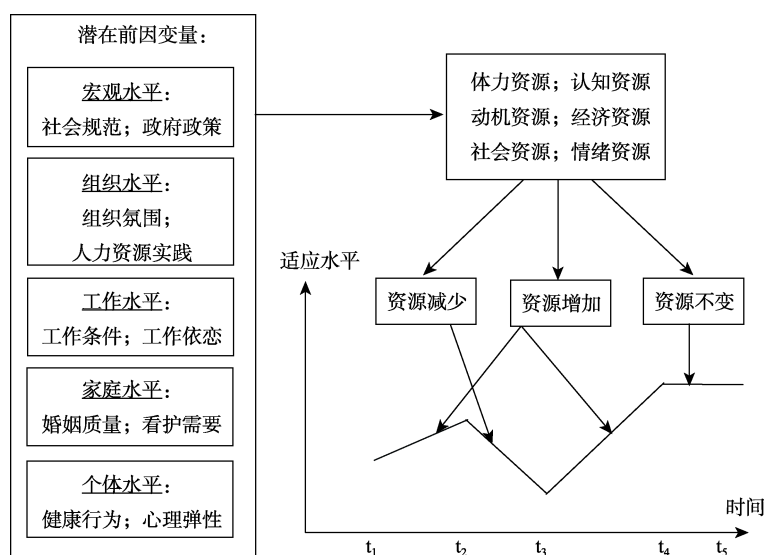 潜在前因变量：
宏观水平：
社会规范；政府政策
组织水平：
组织氛围；
人力资源实践
工作水平：
工作条件；工作依恋
家庭水平：
婚姻质量；看护需要
个体水平：
健康行为；心理弹性
体力资源；认知资源
动机资源；经济资源
社会资源；情绪资源
适应水平
资源减少
资源增加
资源不变
时间
t₁ t₂ t₃ t₄ t₅